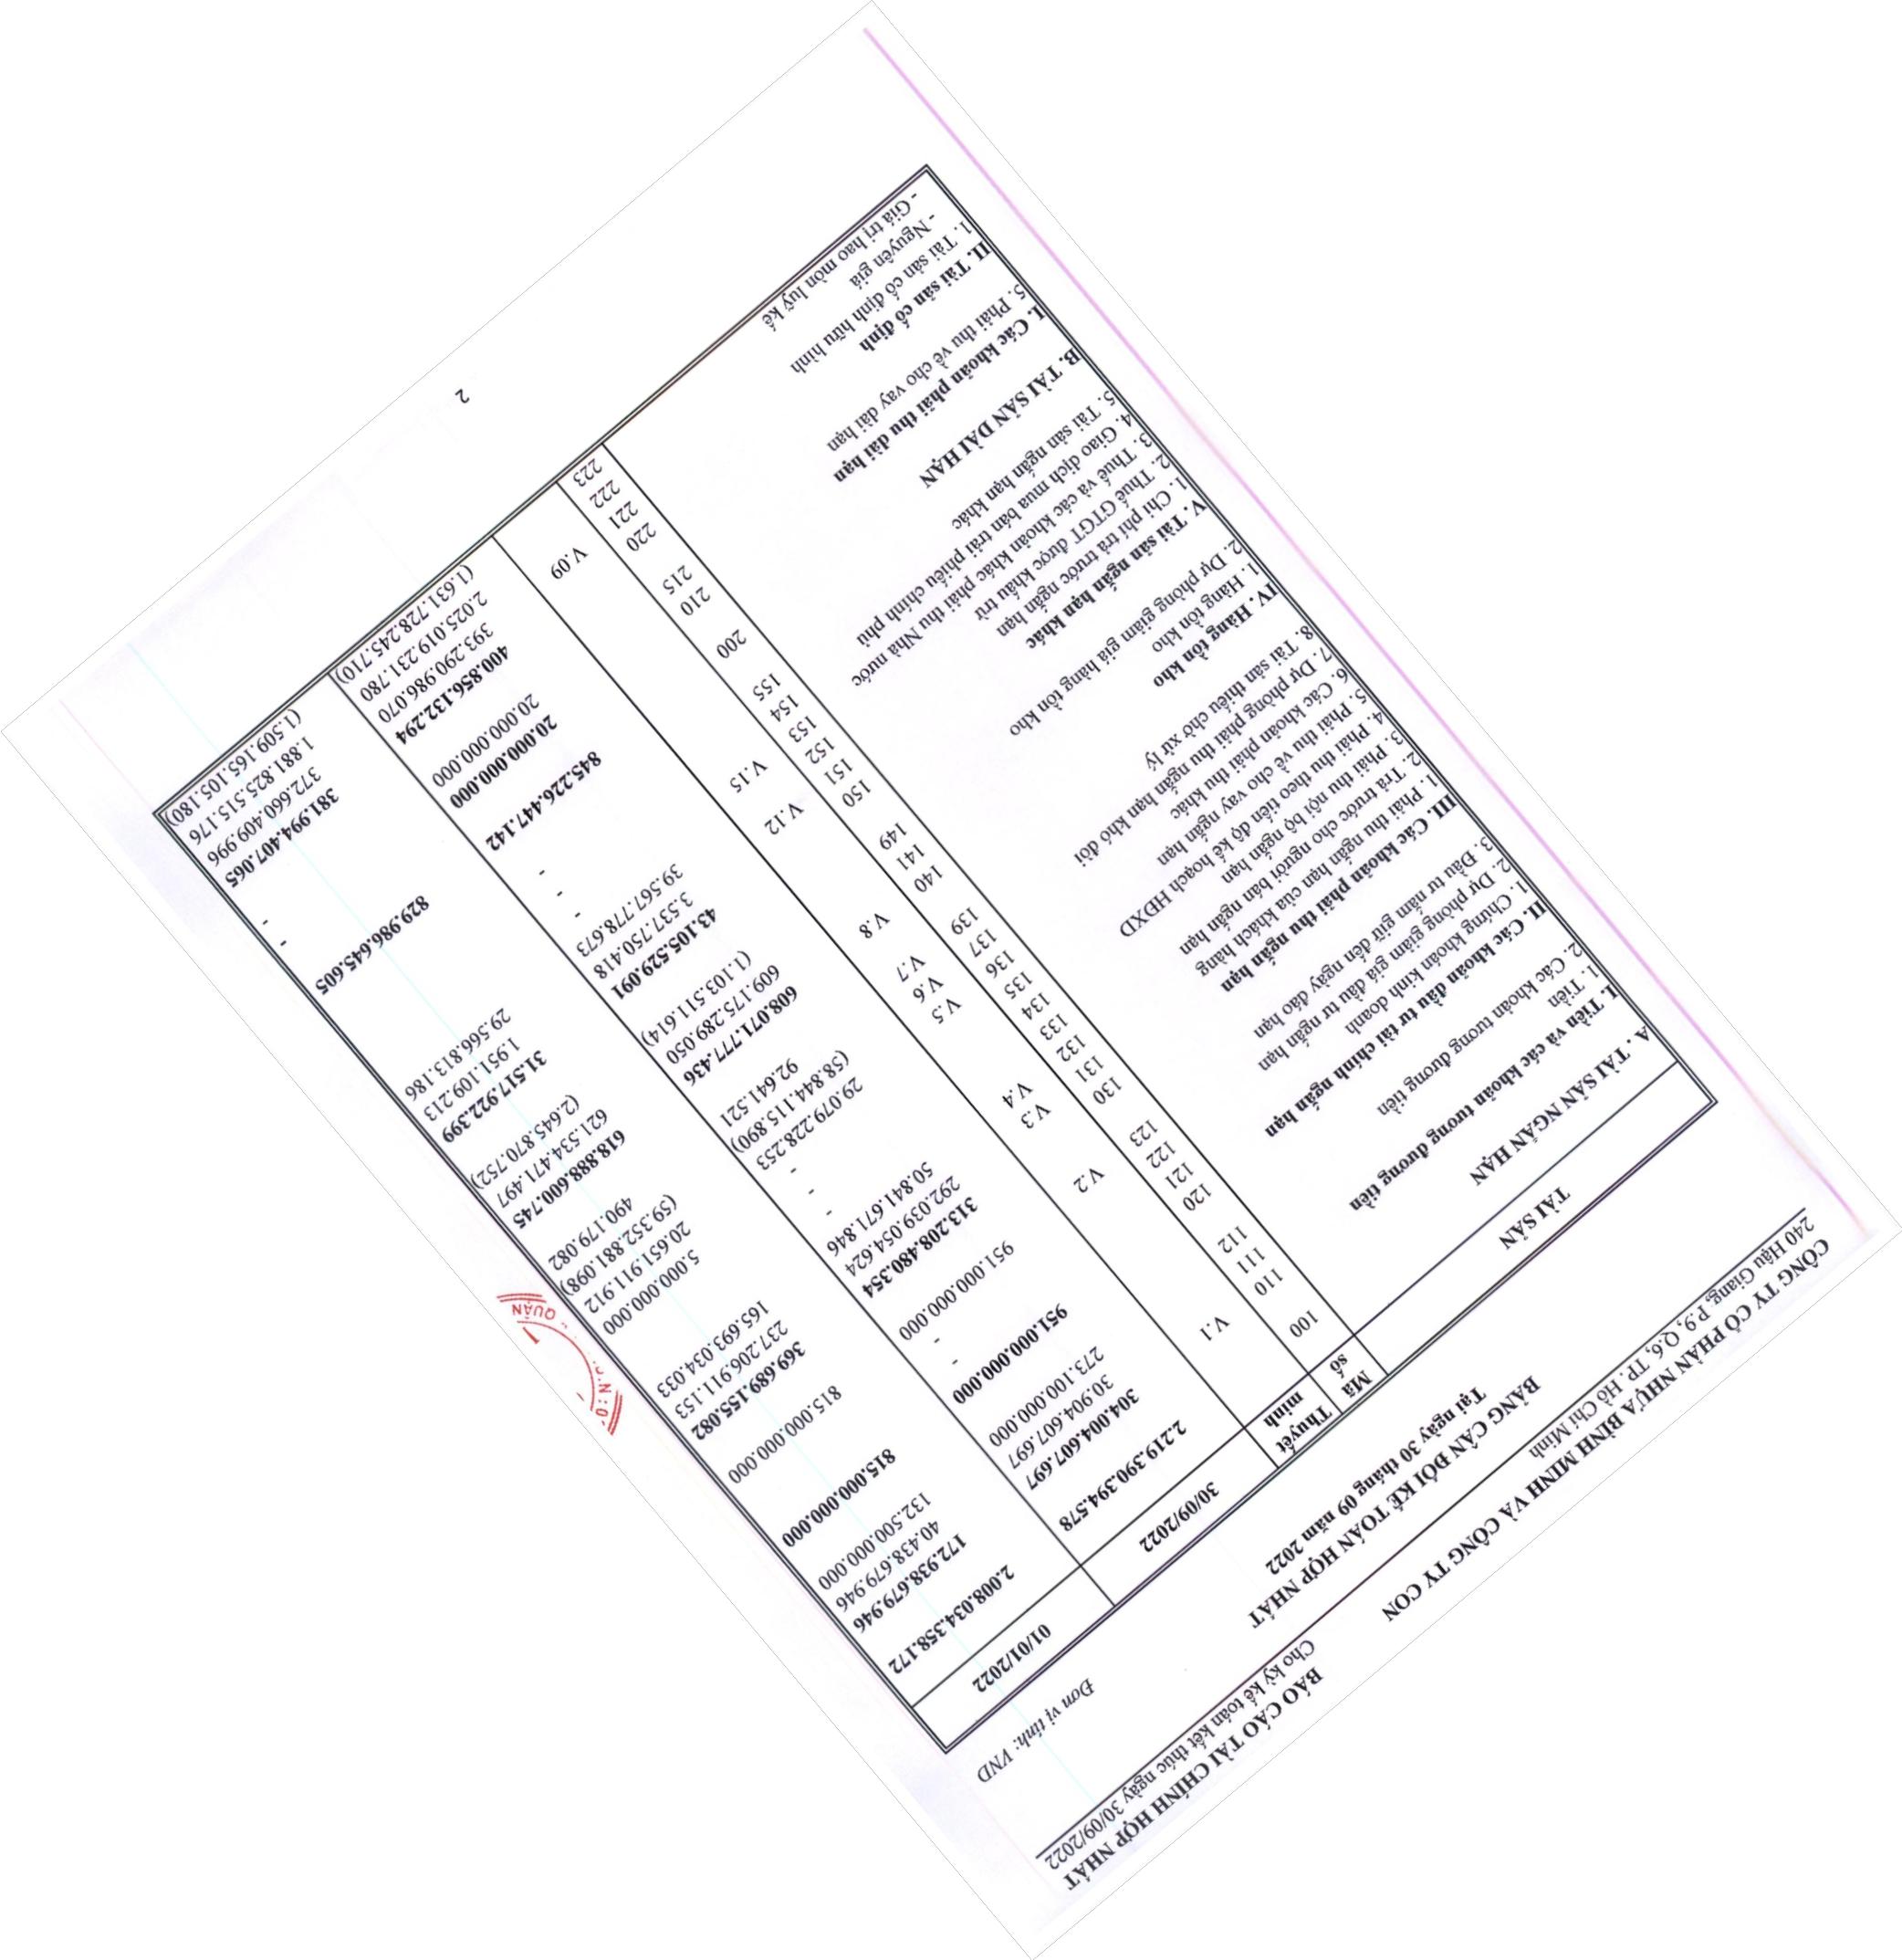 CÔNG TY CỔ PHẦN NHỰA BÌNH MINH VÀ CÔNG TY CON BÁO CÁO TÀI CHÍNH HỢP NHẤT
240 Hậu Giang, P.9, Q.6, TP. Hồ Chí Minh Cho kỳ kế toán kết thúc ngày 30/09/2022
BẢNG CÂN ĐỐI KẾ TOÁN HỢP NHẤT
Tại ngày 30 tháng 09 năm 2022
Đơn vị tính: VND
TÀI SẢN Mã số Thuyết minh 30/09/2022 01/01/2022
A . TÀI SẢN NGẮN HẠN 100 2.219.390.394.578 2.008.034.358.172
I. Tiền và các khoản tương đương tiền 110 V.1 304.004.607.697 172.938.679.946
1. Tiền 111 30.904.607.697 40.438.679.946
2. Các khoản tương đương tiền 112 273.100.000.000 132.500.000.000
II. Các khoản đầu tư tài chính ngắn hạn 120 951.000.000.000 815.000.000.000
1. Chứng khoán kinh doanh 121 -
2. Dự phòng giảm giá đầu tư ngắn hạn 122 -
3. Đầu tư nắm giữ đến ngày đáo hạn 123 V.2 951.000.000.000 815.000.000.000
III. Các khoản phải thu ngắn hạn 130 313.208.480.354 369.689.155.082
1. Phải thu ngắn hạn của khách hàng 131 V.3 292.039.054.624 237.206.911.153
2. Trả trước cho người bán ngắn hạn 132 V.4 50.841.671.846 165.693.034.033
3. Phải thu nội bộ ngắn hạn 133 -
4. Phải thu theo tiến độ kế hoạch HĐXD 134 -
5. Phải thu về cho vay ngắn hạn 135 - 5.000.000.000
6. Các khoản phải thu khác 136 V.5 29.079.228.253 20.651.911.912
7. Dự phòng phải thu ngắn hạn khó đòi 137 V.6 (58.844.115.890) (59.352.881.098)
8. Tài sản thiếu chờ xử lý 139 V.7 92.641.521 490.179.082
IV. Hàng tồn kho 140 V.8 608.071.777.436 618.888.600.745
1. Hàng tồn kho 141 609.175.289.050 621.534.471.497
2. Dự phòng giảm giá hàng tồn kho 149 (1.103.511.614) (2.645.870.752)
V. Tài sản ngắn hạn khác 150 43.105.529.091 31.517.922.399
1. Chi phí trả trước ngắn hạn 151 V.12 3.537.750.418 1.951.109.213
2. Thuế GTGT được khấu trừ 152 39.567.778.673 29.566.813.186
3. Thuế và các khoản khác phải thu Nhà nước 153 V.15 -
4. Giao dịch mua bán trái phiếu chính phủ 154 -
5. Tài sản ngắn hạn khác 155 -
B. TÀI SẢN DÀI HẠN 200 845.226.447.142 829.986.645.605
I. Các khoản phải thu dài hạn 210 20.000.000.000 -
5. Phải thu về cho vay dài hạn 215 20.000.000.000 -
II. Tài sản cố định 220 400.856.132.294 381.994.407.065
1. Tài sản cố định hữu hình 221 V.09 393.290.986.070 372.660.409.996
- Nguyên giá 222 2.025.019.231.780 1.881.825.515.176
- Giá trị hao mòn luỹ kế 223 (1.631.728.245.710) (1.509.165.105.180)
QUẬN
2